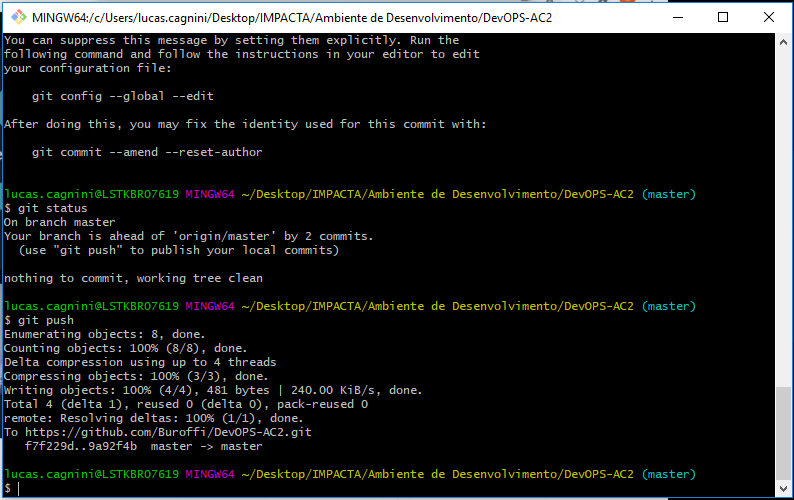 MINGW64:/c/Users/lucas.cagnini/Desktop/IMPACTA/Ambiente de Desenvolvimento/DevOPS-AC2
You can suppress this message by setting them explicitly. Run the
following command and follow the instructions in your editor to edit
your configuration file:
git config --global --edit
After doing this, you may fix the identity used for this commit with:
git commit --amend --reset-author
lucas.cagnini@LSTKBR07619 MINGW64 ~/Desktop/IMPACTA/Ambiente de Desenvolvimento/DevOPS-AC2 (master)
$ git status
On branch master
Your branch is ahead of 'origin/master' by 2 commits.
(use "git push" to publish your local commits)
nothing to commit, working tree clean
lucas.cagnini@LSTKBR07619 MINGW64 ~/Desktop/IMPACTA/Ambiente de Desenvolvimento/DevOPS-AC2 (master)
$ git push
Enumerating objects: 8, done.
Counting objects: 100% (8/8), done.
Delta compression using up to 4 threads
Compressing objects: 100% (3/3), done.
Writing objects: 100% (4/4), 481 bytes | 240.00 KiB/s, done.
Total 4 (delta 1), reused 0 (delta 0), pack-reused 0
remote: Resolving deltas: 100% (1/1), done.
To https://github.com/Buroffi/DevOPS-AC2.git
f7f229d..9a92f4b  master -> master
lucas.cagnini@LSTKBR07619 MINGW64 ~/Desktop/IMPACTA/Ambiente de Desenvolvimento/DevOPS-AC2 (master)
$